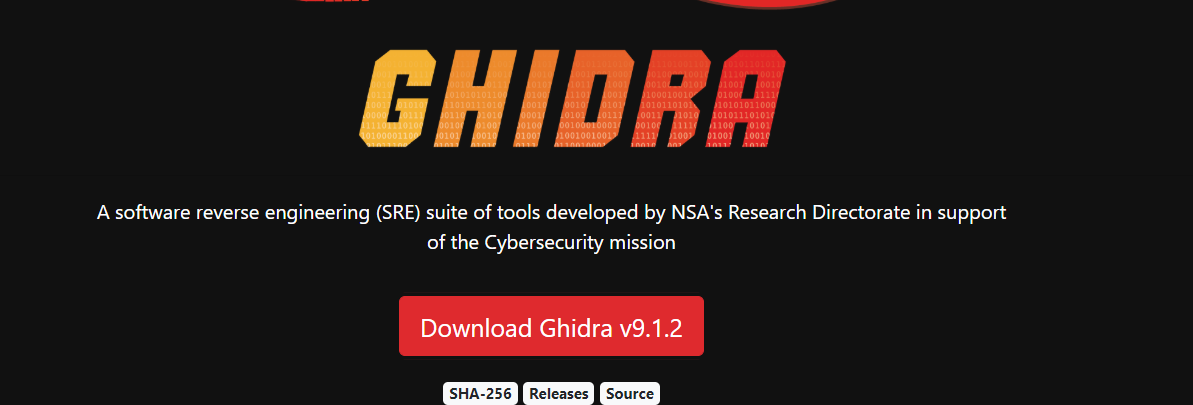 GHIDRA
A software reverse engineering (SRE) suite of tools developed by NSA's Research Directorate in support
of the Cybersecurity mission
Download Ghidra v9.1.2
SHA-256 Releases Source